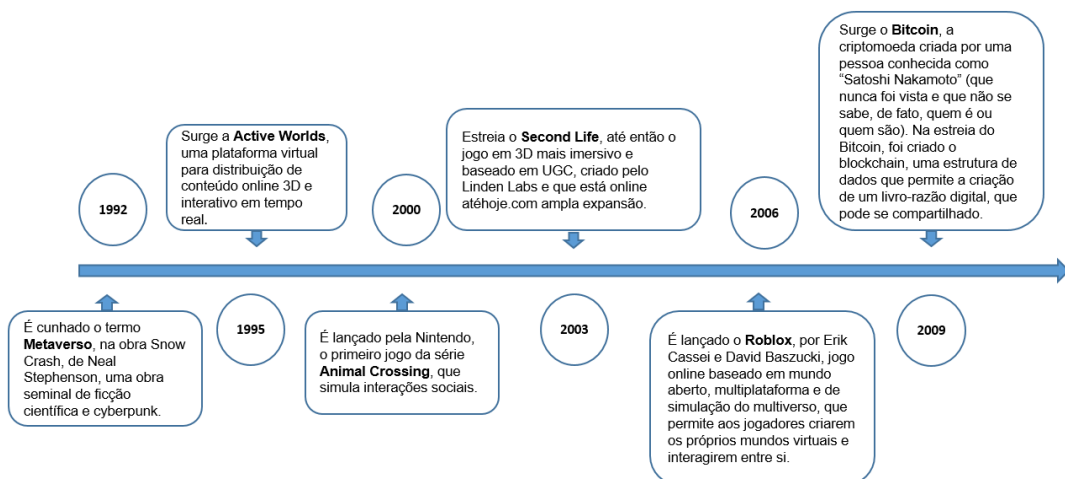 1992
É cunhado o termo
Metaverso, na obra Snow
Crash, de Neal
Stephenson, uma obra
seminal de ficção
científica e cyberpunk.
Surge a Active Worlds,
uma plataforma virtual
para distribuição de
conteúdo online 3D e
interativo em tempo
real.
1995
2000
É lançado pela Nintendo,
o primeiro jogo da série
Animal Crossing, que
simula interações sociais.
Estreia o Second Life, até então o
jogo em 3D mais imersivo e
baseado em UGC, criado pelo
Linden Labs e que está online
atéhoje.com ampla expansão.
2003
2006
É lançado o Roblox, por Erik
Cassei e David Baszucki, jogo
online baseado em mundo
aberto, multiplataforma e de
simulação do multiverso, que
permite aos jogadores criarem
os próprios mundos virtuais e
interagirem entre si.
Surge o Bitcoin, a
criptomoeda criada por uma
pessoa conhecida como
“Satoshi Nakamoto” (que
nunca foi vista e que não se
sabe, de fato, quem é ou
quem são). Na estreia do
Bitcoin, foi criado o
blockchain, uma estrutura de
dados que permite a criação
de um livro-razão digital, que
pode se compartilhado.
2009